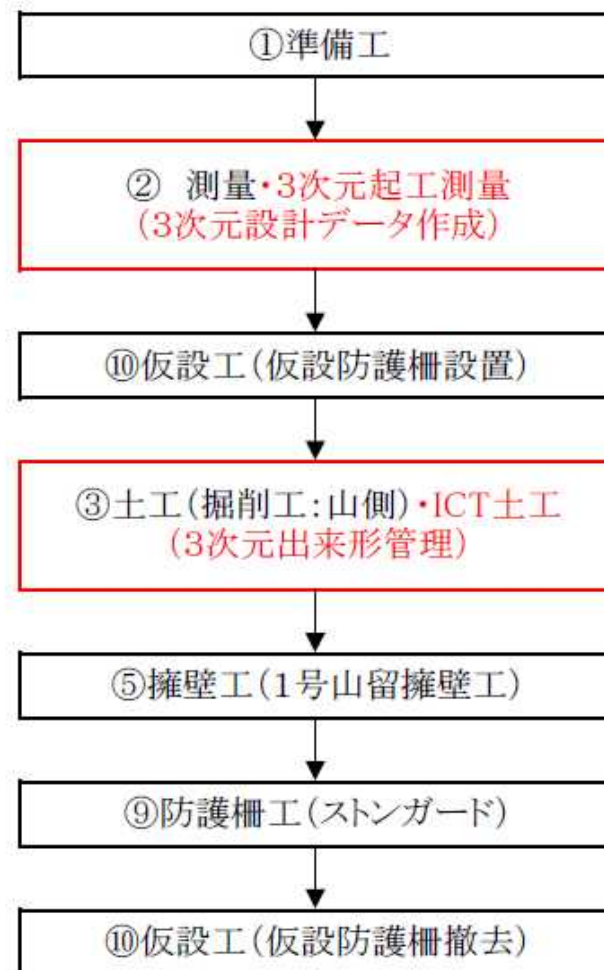 ①準備工
② 測量・3次元起工測量
(3次元設計データ作成)
⑩仮設工(仮設防護柵設置)
③土工(掘削工:山側)・ICT土工
(3次元出来形管理)
⑤擁壁工(1号山留擁壁工)
⑨防護柵工(ストンガード)
⑩仮設工(仮設防護柵撤去)